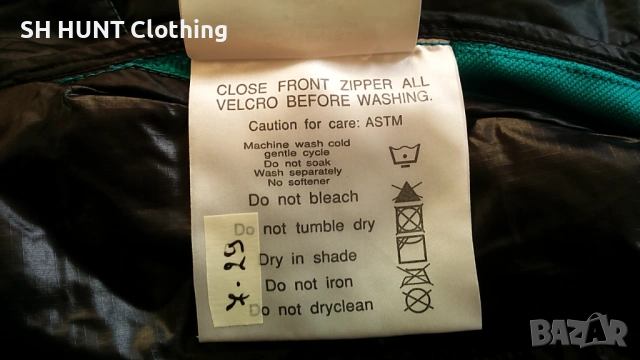 SH HUNT Clothing
CLOSE FRONT ZIPPER ALL
VELCRO BEFORE WASHING.
Caution for care: ASTM
Machine wash cold
gentle cycle
Do not soak
Wash separately
No softener
Do not bleach
Do not tumble dry
Dry in shade
Do not iron
Do not dryclean
BAZAR.bg